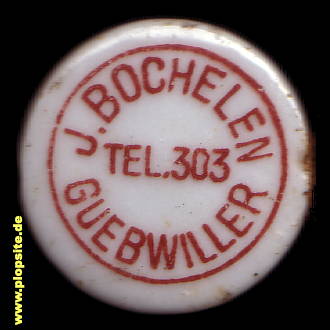 J. BOCHELEN
TEL. 303
GUEBWILLER
© www.plopsite.de